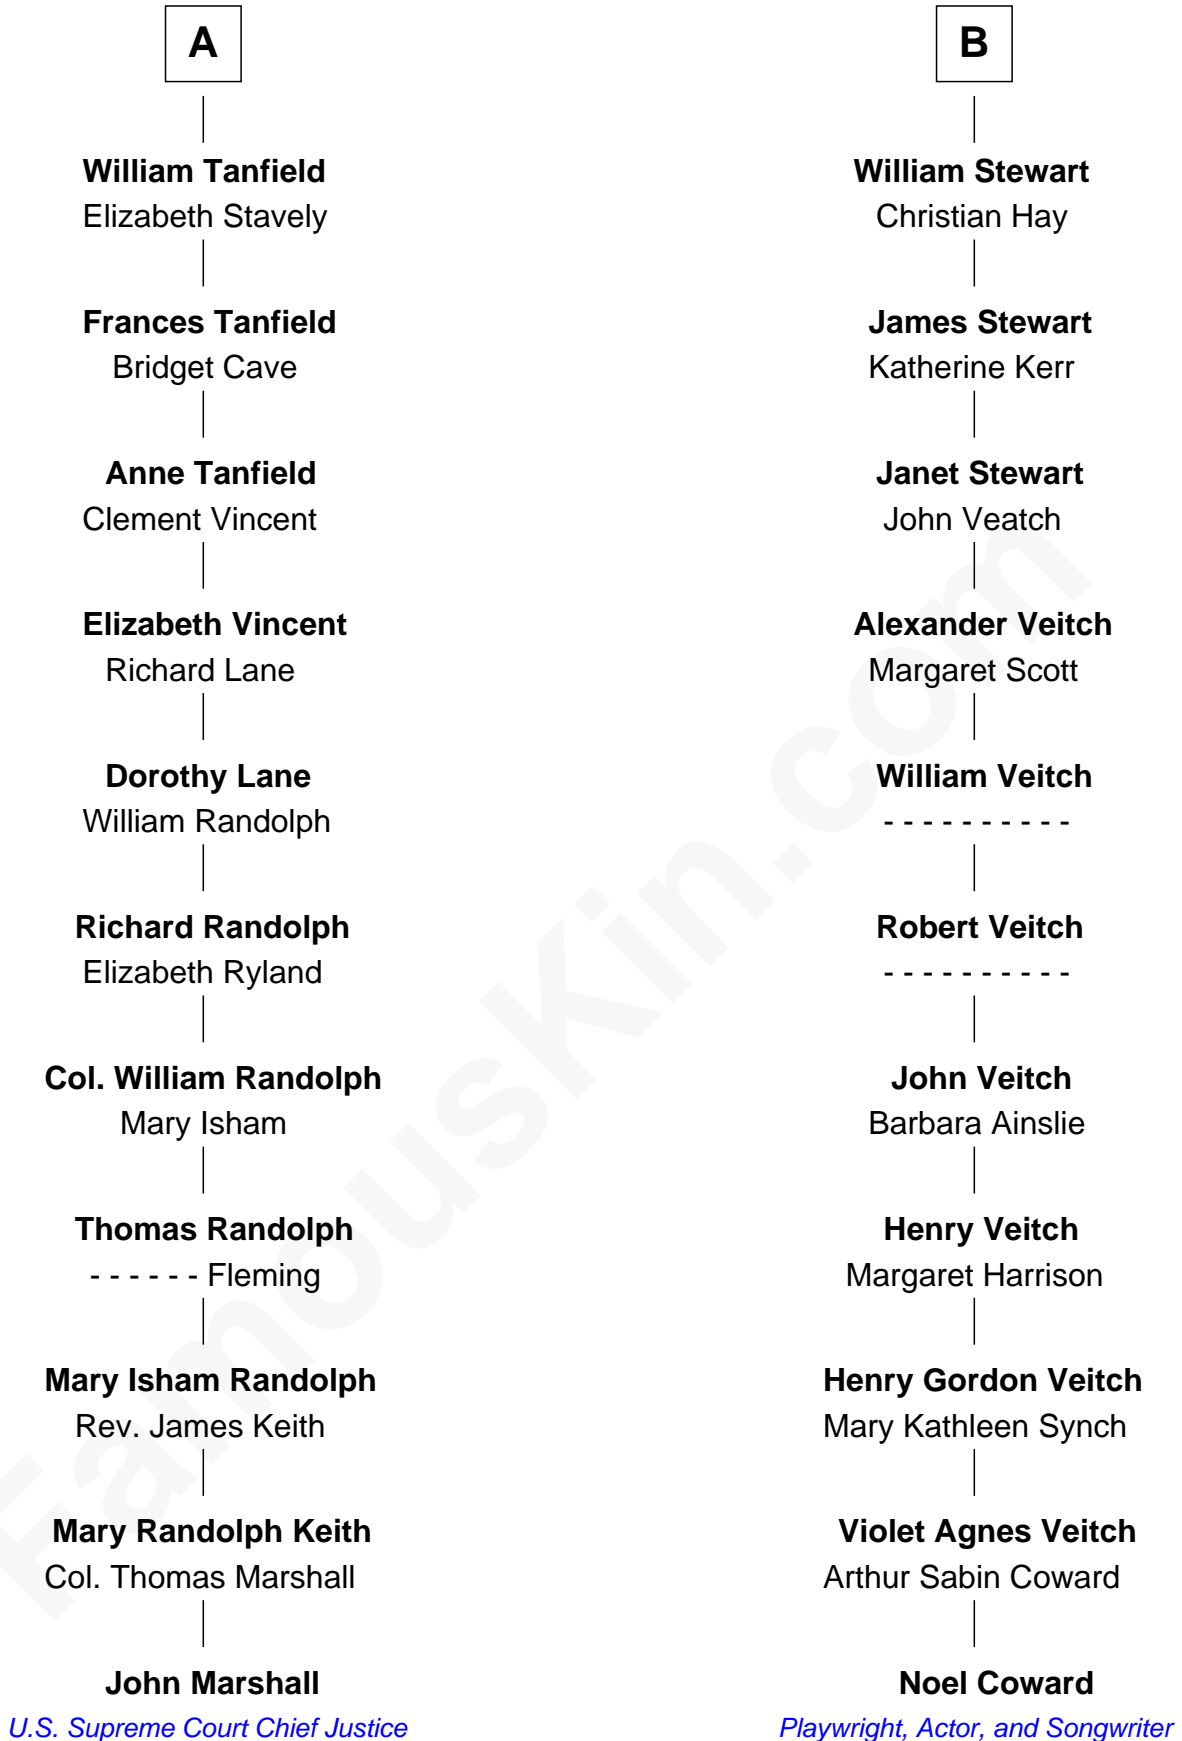 A
William Tanfield
Elizabeth Stavely
Frances Tanfield
Bridget Cave
Anne Tanfield
Clement Vincent
Elizabeth Vincent
Richard Lane
Dorothy Lane
William Randolph
Richard Randolph
Elizabeth Ryland
Col. William Randolph
Mary Isham
Thomas Randolph
- - - - - - Fleming
Mary Isham Randolph
Rev. James Keith
Mary Randolph Keith
Col. Thomas Marshall
John Marshall
U.S. Supreme Court Chief Justice
B
William Stewart
Christian Hay
James Stewart
Katherine Kerr
Janet Stewart
John Veatch
Alexander Veitch
Margaret Scott
William Veitch
- - - - - - - - - -
Robert Veitch
- - - - - - - - - -
John Veitch
Barbara Ainslie
Henry Veitch
Margaret Harrison
Henry Gordon Veitch
Mary Kathleen Synch
Violet Agnes Veitch
Arthur Sabin Coward
Noel Coward
Playwright, Actor, and Songwriter
FamousKin.com